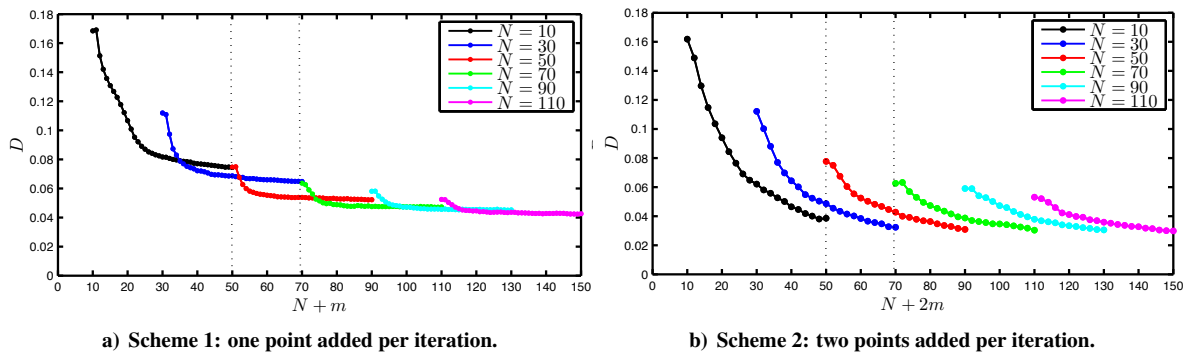 0.18
0.16
0.14
0.12
0.1
0.08
0.06
0.04
0.02
0
D
N = 10
N = 30
N = 50
N = 70
N = 90
N = 110
0 10 20 30 40 50 60 70 80 90 100 110 120 130 140 150
N + m
a) Scheme 1: one point added per iteration.
0.18
0.16
0.14
0.12
0.1
0.08
0.06
0.04
0.02
0
D
N = 10
N = 30
N = 50
N = 70
N = 90
N = 110
0 10 20 30 40 50 60 70 80 90 100 110 120 130 140 150
N + 2m
b) Scheme 2: two points added per iteration.